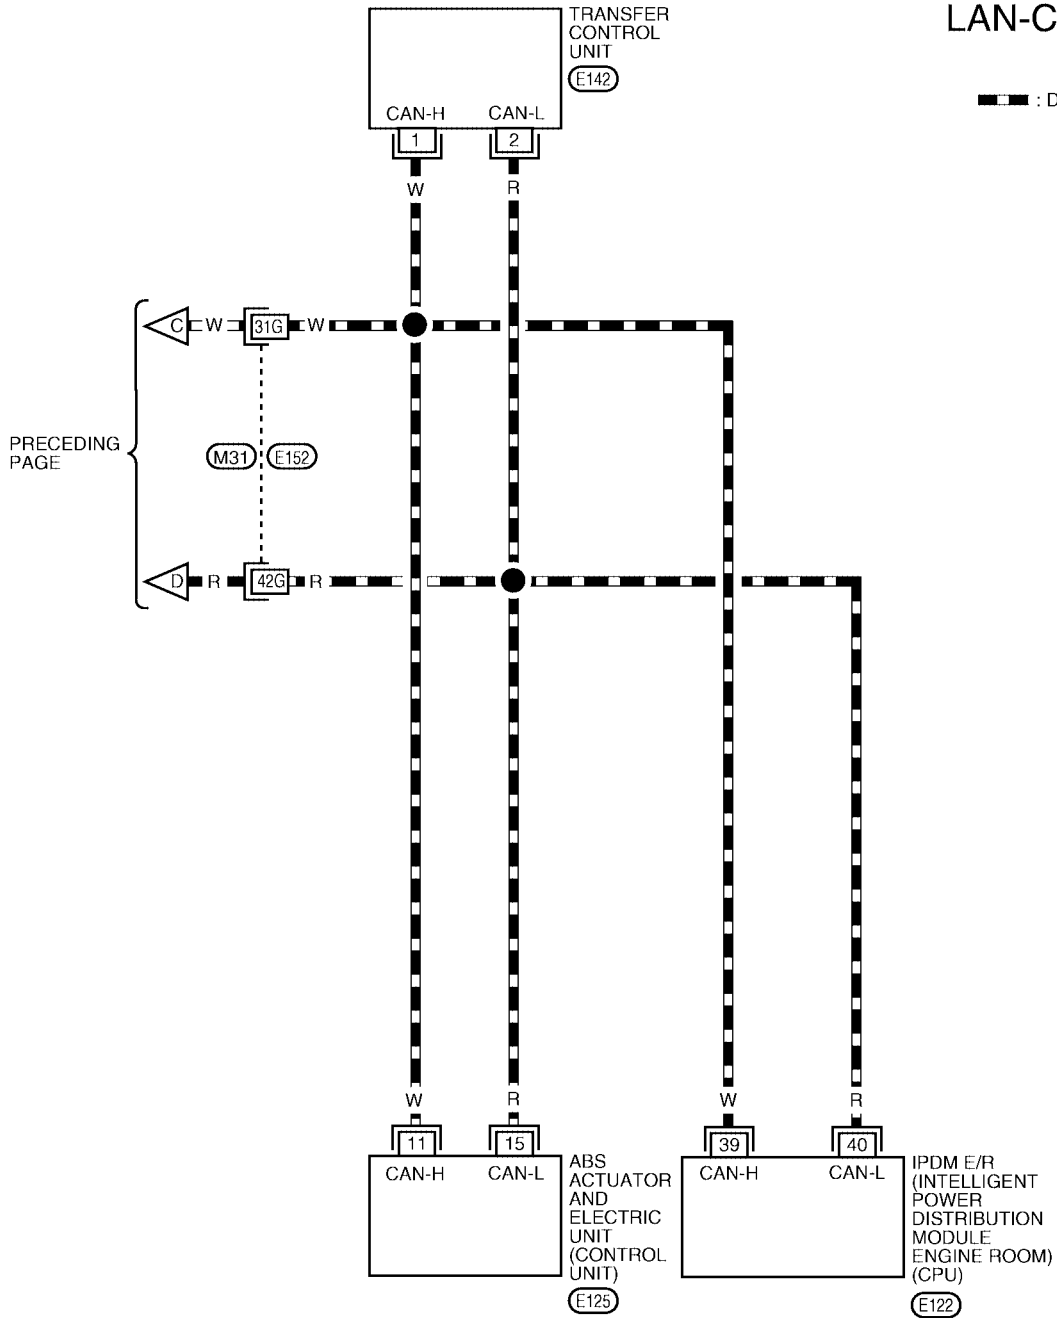 LAN-C
: D
TRANSFER
CONTROL
UNIT
E142
CAN-H CAN-L
1 2
W R
C W 31G W
PRECEDING
PAGE
M31 E152
D R 42G R
W R W R
11 15 39 40
CAN-H CAN-L CAN-H CAN-L
ABS
ACTUATOR
AND
ELECTRIC
UNIT
(CONTROL
UNIT)
E125
IPDM E/R
(INTELLIGENT
POWER
DISTRIBUTION
MODULE
ENGINE ROOM)
(CPU)
E122